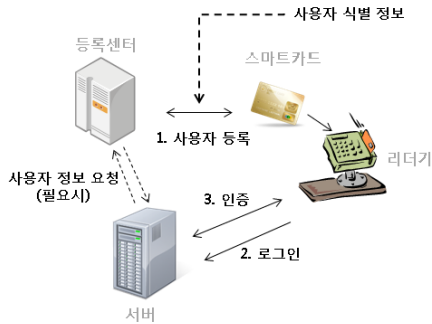 사용자 식별 정보
등록센터
스마트카드
1. 사용자 등록
리더기
사용자 정보 요청
(필요시)
3. 인증
2. 로그인
서버